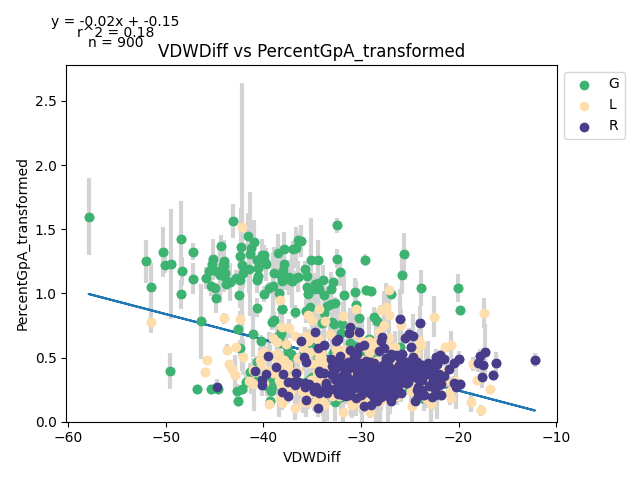 y = -0.02x + -0.15
r^2 = 0.18
n = 900
VDWDiff vs PercentGpA_transformed
G
L
R
PercentGpA_transformed
2.5
2.0
1.5
1.0
0.5
0.0
−60
−50
−40
−30
−20
−10
VDWDiff